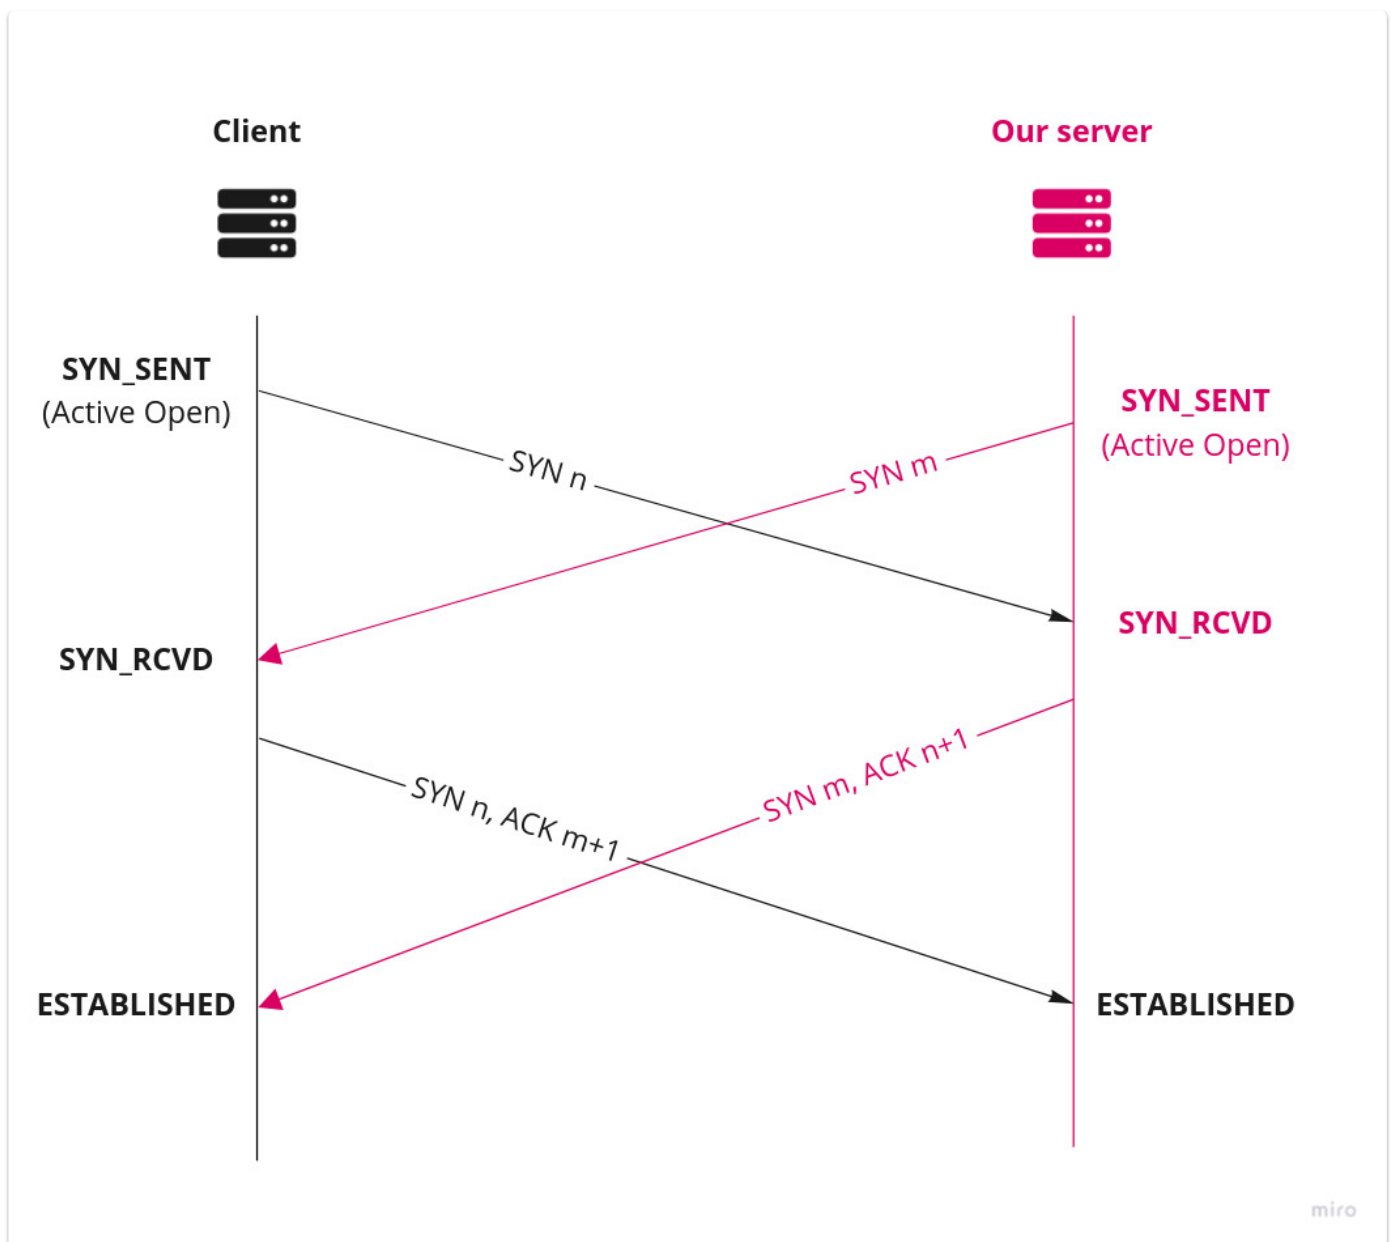 Client
Our server
SYN_SENT
(Active Open)
SYN_SENT
(Active Open)
SYN n
SYN m
SYN_RCVD
SYN_RCVD
SYN m, ACK n+1
SYN n, ACK m+1
ESTABLISHED
ESTABLISHED
miro